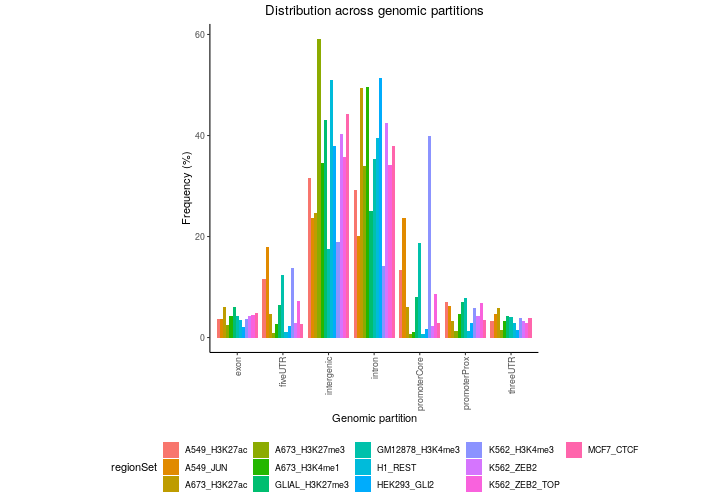 Distribution across genomic partitions
Frequency (%)
60
40
20
0
exon
fiveUTR
intergenic
intron
promoterCore
promoterProx
threeUTR
Genomic partition
regionSet
A549_H3K27ac
A549_JUN
A673_H3K27ac
A673_H3K27me3
A673_H3K4me1
GLIAL_H3K27me3
GM12878_H3K4me3
H1_REST
HEK293_GLI2
K562_H3K4me3
K562_ZEB2
K562_ZEB2_TOP
MCF7_CTCF